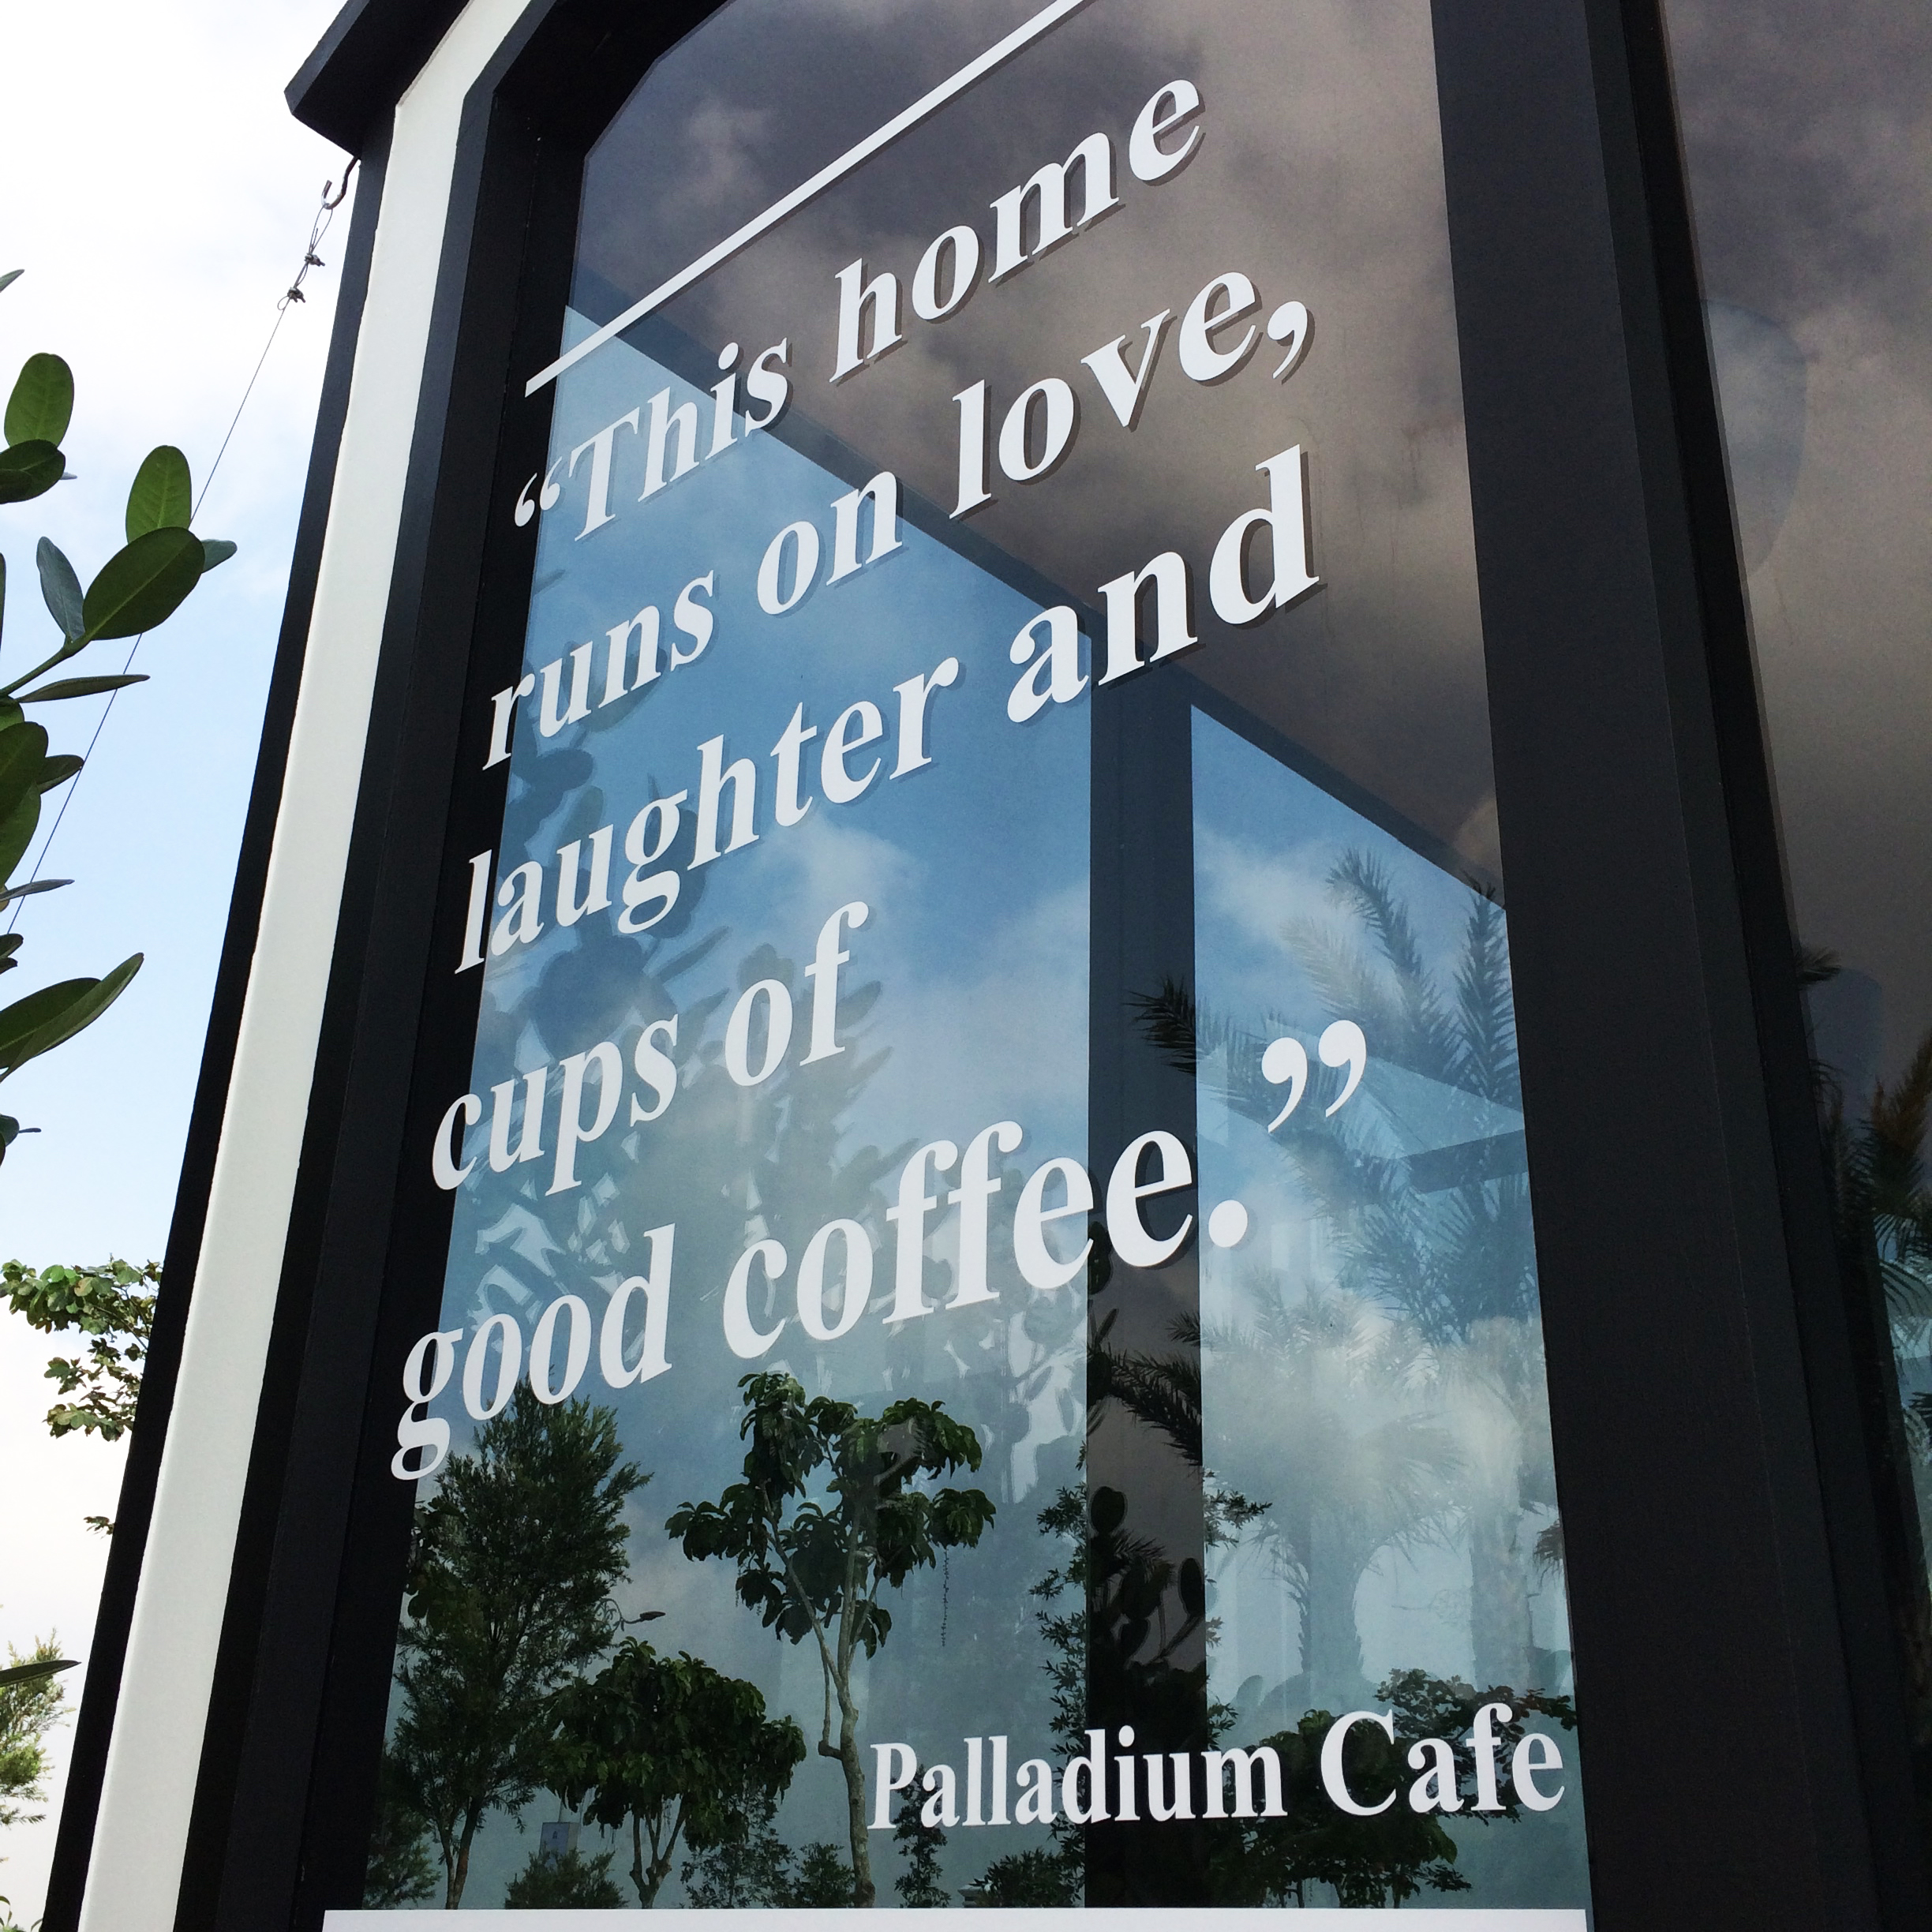 “This home
runs on love,
laughter and
cups of
good coffee.”
Palladium Cafe